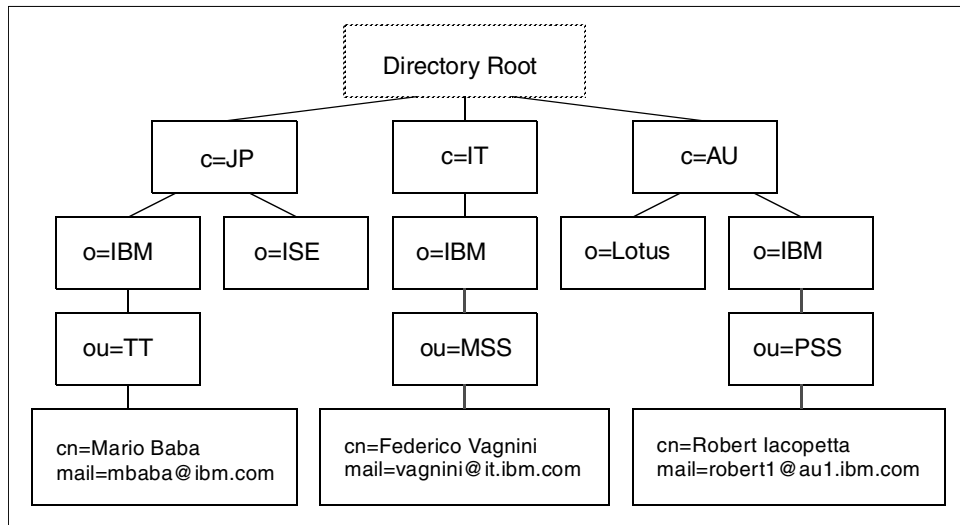 Directory Root
c=JP
c=IT
c=AU
o=IBM
o=ISE
o=IBM
o=Lotus
o=IBM
ou=TT
ou=MSS
ou=PSS
cn=Mario Baba
mail=mbaba@ibm.com
cn=Federico Vagnini
mail=vagnini@it.ibm.com
cn=Robert Iacopetta
mail=robert1@au1.ibm.com